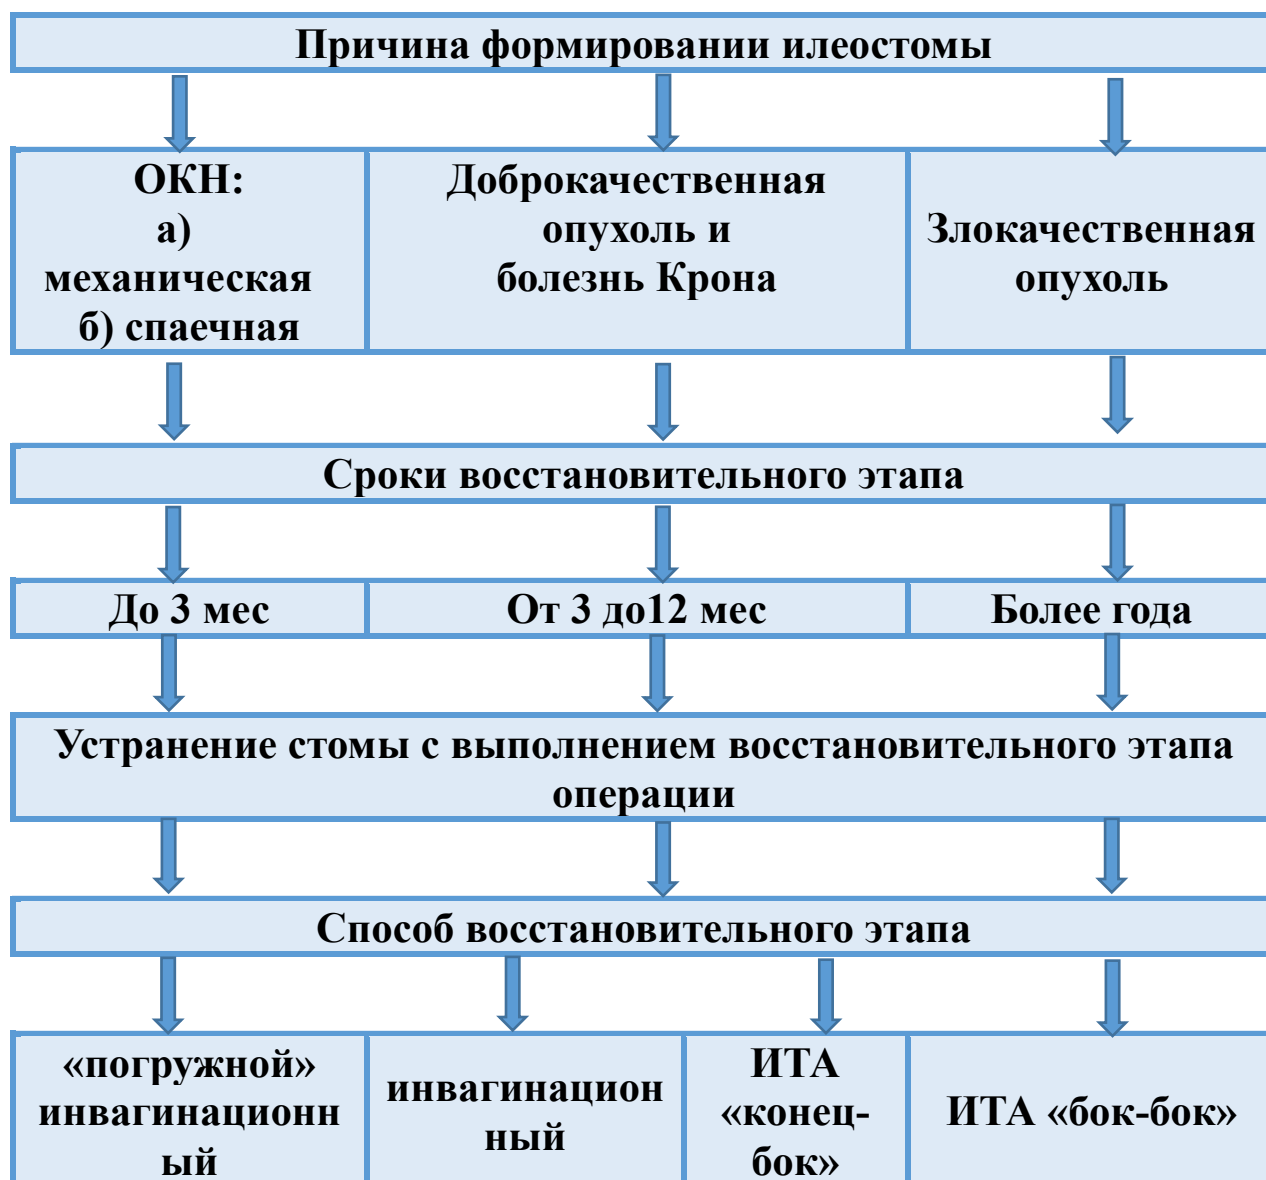 Причина формировании илеостомы
ОКН:
а)
механическая
б) спаечная
Доброкачественная
опухоль и
болезнь Крона
Злокачественная
опухоль
Сроки восстановительного этапа
До 3 мес
От 3 до12 мес
Более года
Устранение стомы с выполнением восстановительного этапа
операции
Способ восстановительного этапа
«погружной»
инвагинационн
ый
инвагинацион
ный
ИТА
«конец-
бок»
ИТА «бок-бок»